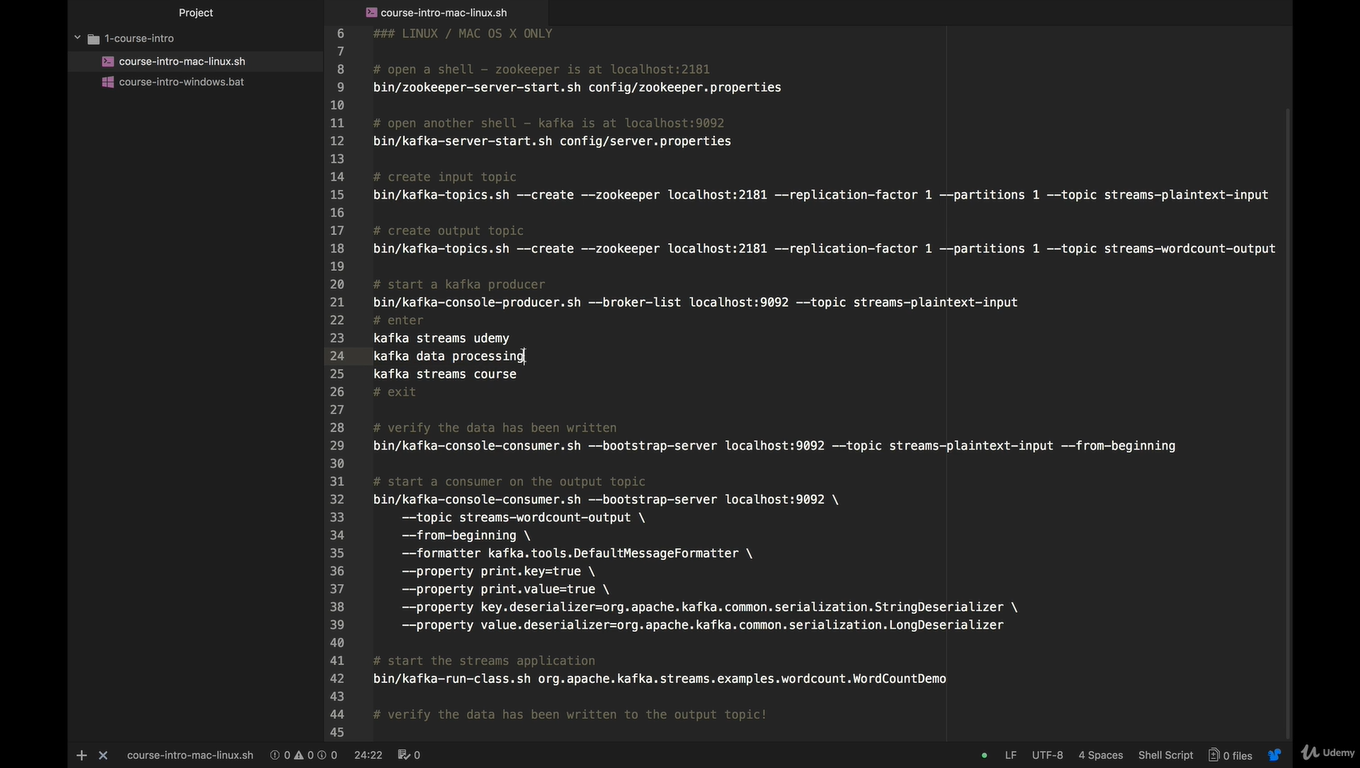 Project
course-intro-mac-linux.sh
1-course-intro
course-intro-mac-linux.sh
course-intro-windows.bat
6 ### LINUX / MAC OS X ONLY
7
8 # open a shell - zookeeper is at localhost:2181
9 bin/zookeeper-server-start.sh config/zookeeper.properties
10
11 # open another shell - kafka is at localhost:9092
12 bin/kafka-server-start.sh config/server.properties
13
14 # create input topic
15 bin/kafka-topics.sh --create --zookeeper localhost:2181 --replication-factor 1 --partitions 1 --topic streams-plaintext-input
16
17 # create output topic
18 bin/kafka-topics.sh --create --zookeeper localhost:2181 --replication-factor 1 --partitions 1 --topic streams-wordcount-output
19
20 # start a kafka producer
21 bin/kafka-console-producer.sh --broker-list localhost:9092 --topic streams-plaintext-input
22 # enter
23 kafka streams udemy
24 kafka data processing
25 kafka streams course
26 # exit
27
28 # verify the data has been written
29 bin/kafka-console-consumer.sh --bootstrap-server localhost:9092 --topic streams-plaintext-input --from-beginning
30
31 # start a consumer on the output topic
32 bin/kafka-console-consumer.sh --bootstrap-server localhost:9092 \
33 --topic streams-wordcount-output \
34 --from-beginning \
35 --formatter kafka.tools.DefaultMessageFormatter \
36 --property print.key=true \
37 --property print.value=true \
38 --property key.deserializer=org.apache.kafka.common.serialization.StringDeserializer \
39 --property value.deserializer=org.apache.kafka.common.serialization.LongDeserializer
40
41 # start the streams application
42 bin/kafka-run-class.sh org.apache.kafka.streams.examples.wordcount.WordCountDemo
43
44 # verify the data has been written to the output topic!
45
course-intro-mac-linux.sh 0 0 0 24:22 0 LF UTF-8 4 Spaces Shell Script 0 files
Udemy